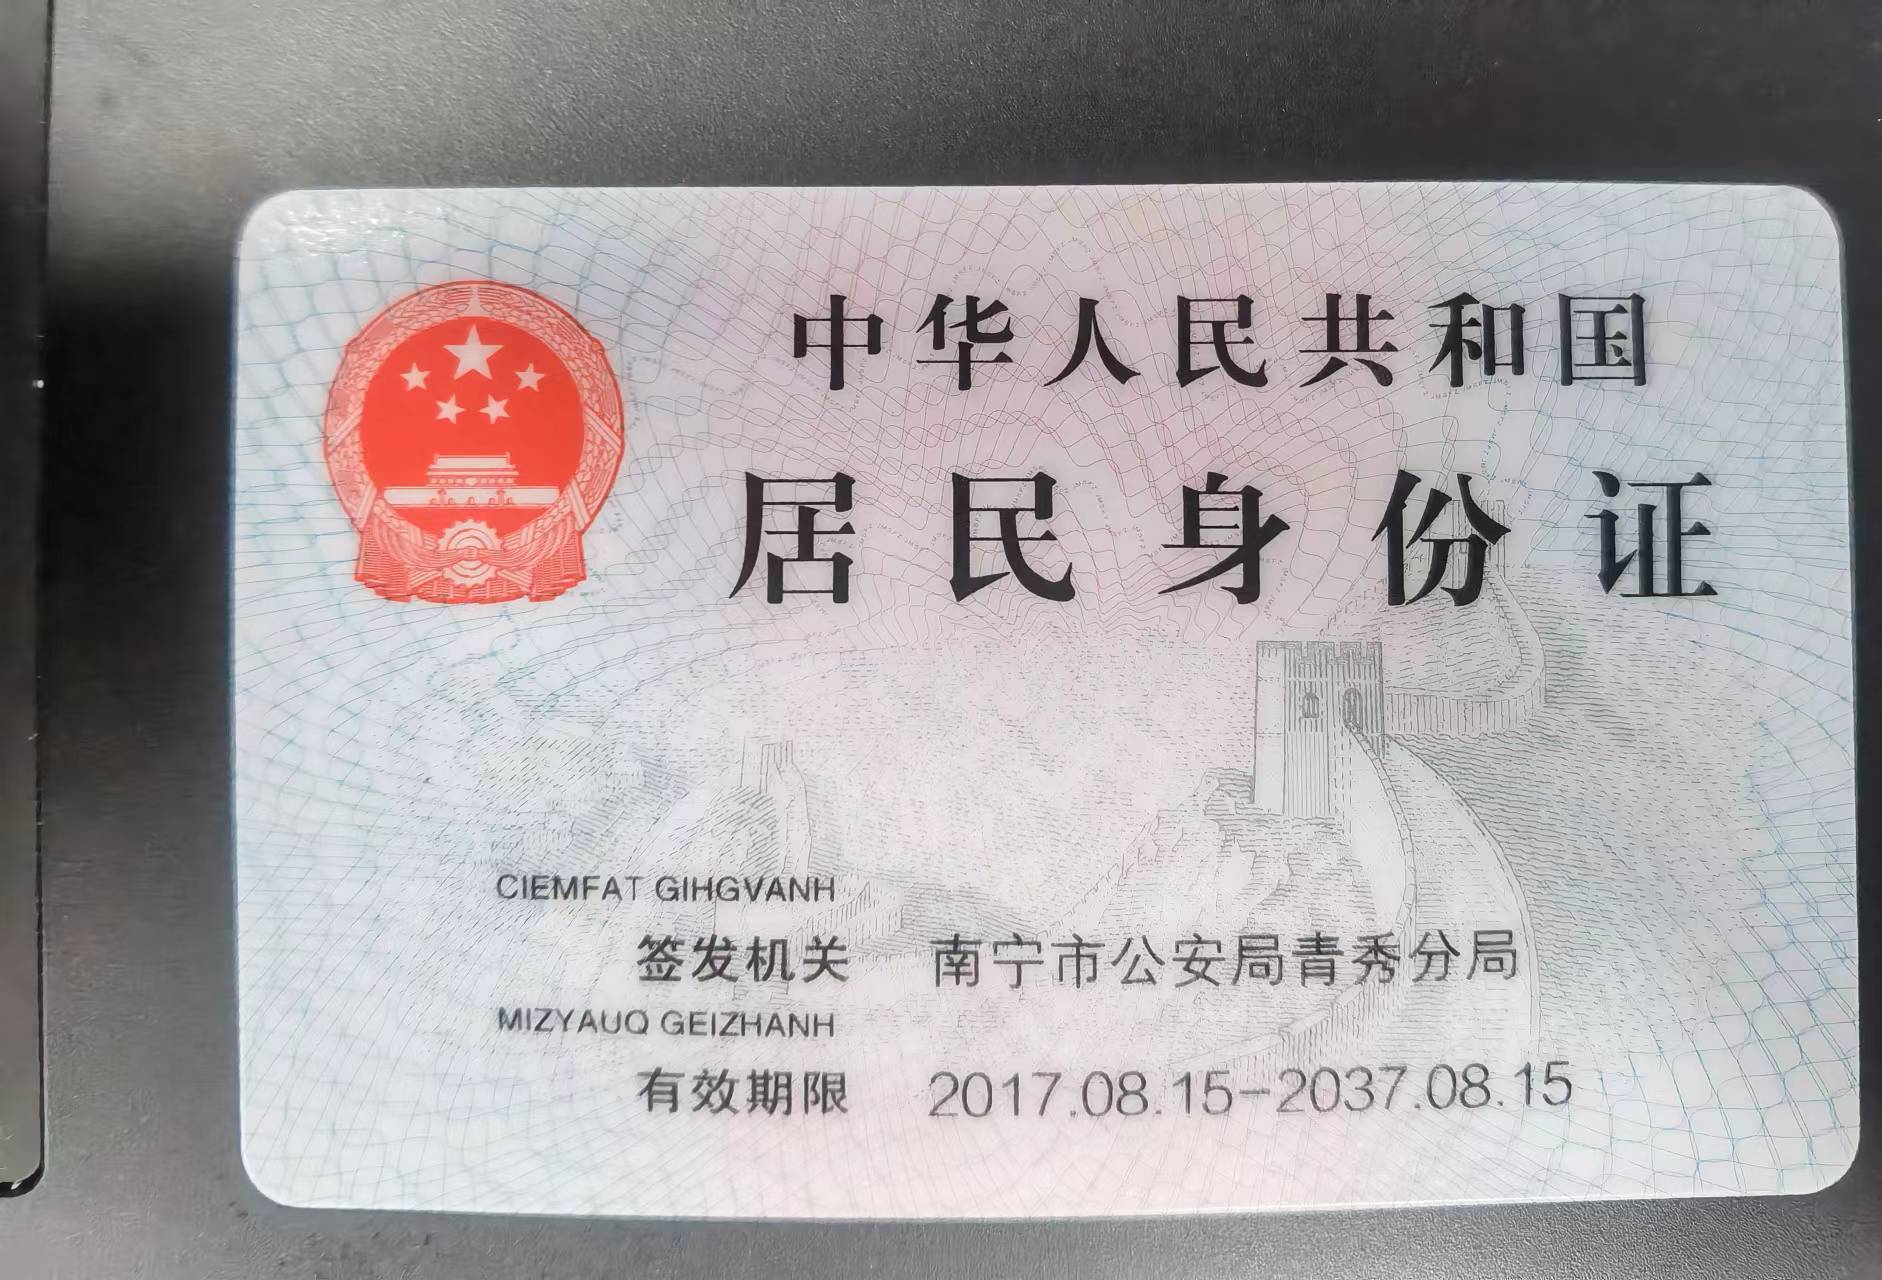 中华人民共和国
居民身份证
CIEMFAT GIHGVANH
签发机关 南宁市公安局青秀分局
MIZYAUQ GEIZHANH
有效期限 2017.08.15-2037.08.15